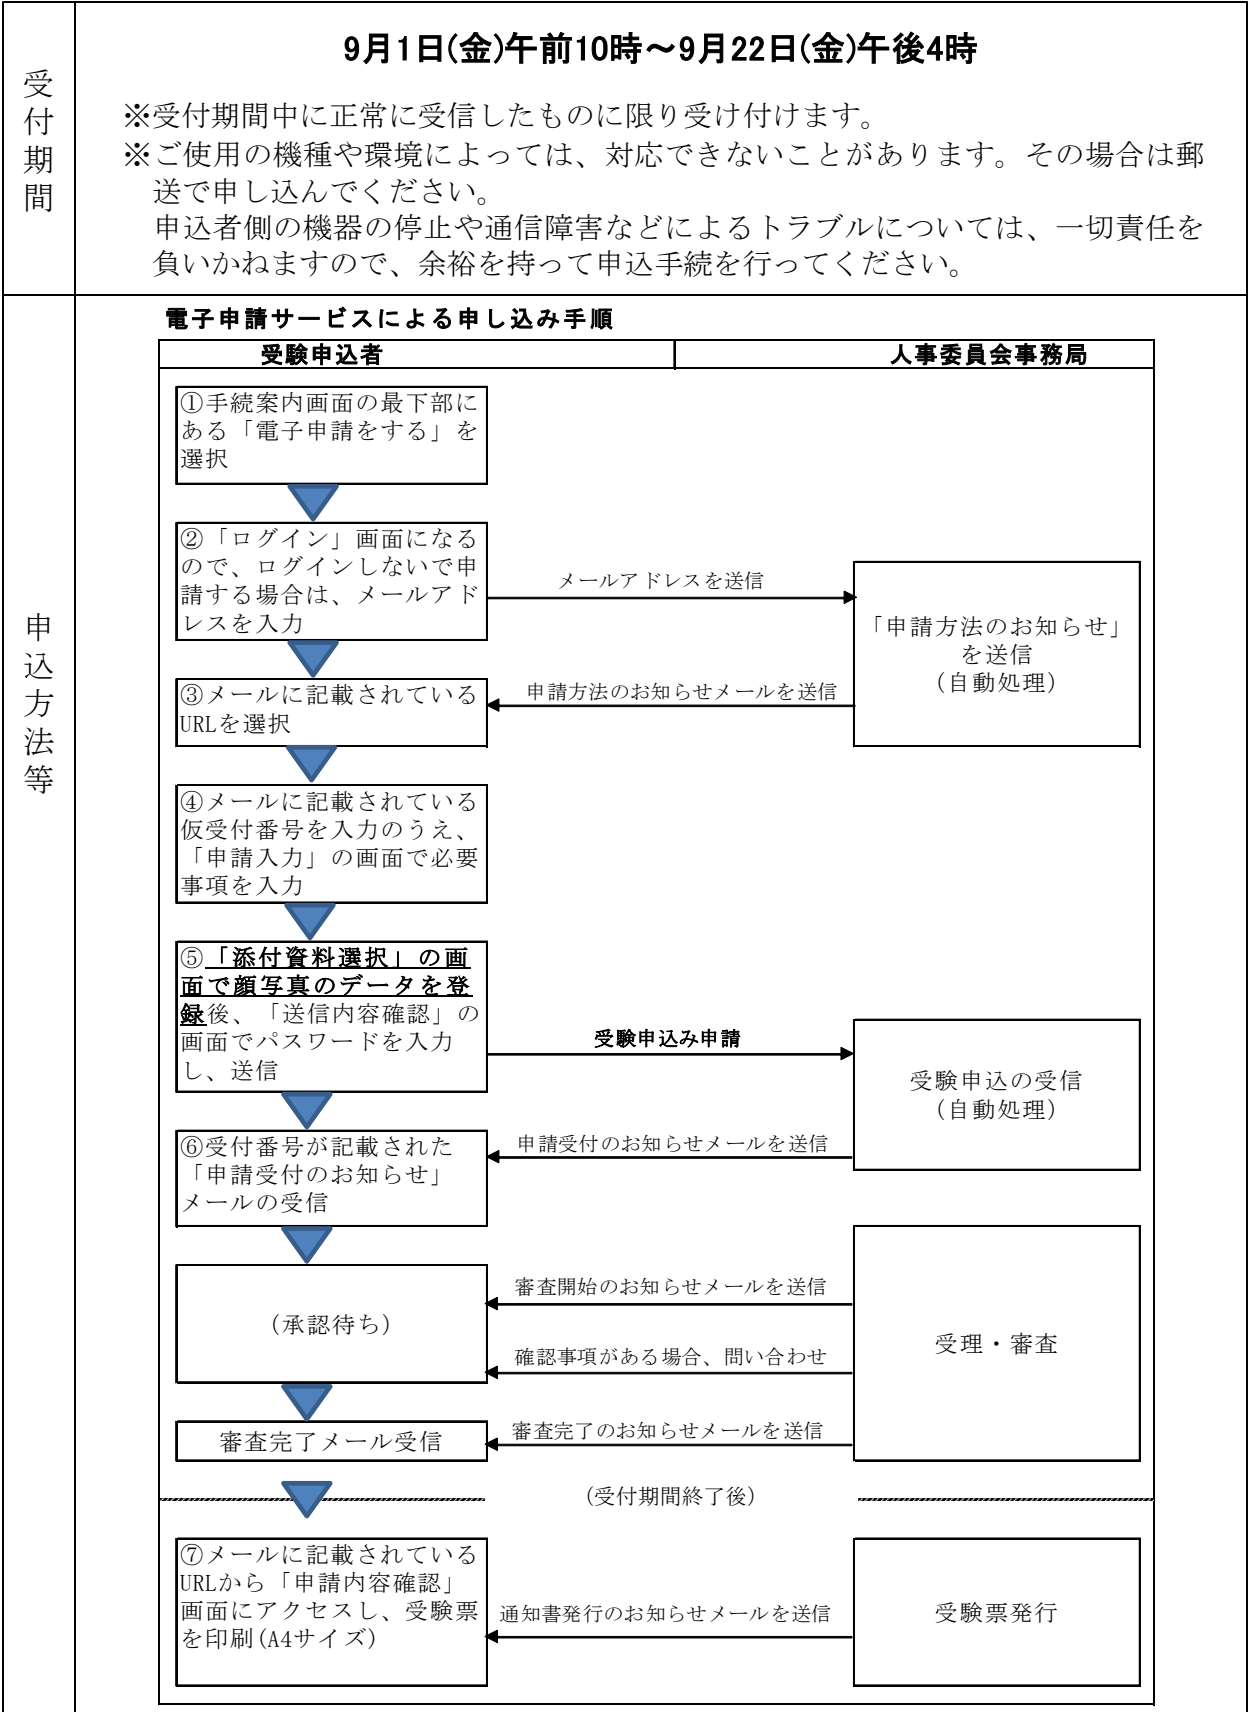 受付期間
9月1日(金)午前10時～9月22日(金)午後4時
※受付期間中に正常に受信したものに限り受け付けます。
※ご使用の機種や環境によっては、対応できないことがあります。その場合は郵
送で申し込んでください。
申込者側の機器の停止や通信障害などによるトラブルについては、一切責任を
負いかねますので、余裕を持って申込手続を行ってください。
申込方法等
電子申請サービスによる申し込み手順
受験申込者
人事委員会事務局
①手続案内画面の最下部に
ある「電子申請をする」を
選択
②「ログイン」画面になる
ので、ログインしないで申
請する場合は、メールアド
レスを入力
メールアドレスを送信
「申請方法のお知らせ」
を送信
(自動処理)
申請方法のお知らせメールを送信
③メールに記載されている
URLを選択
④メールに記載されている
仮受付番号を入力のうえ、
「申請入力」の画面で必要
事項を入力
⑤「添付資料選択」の画
面で顔写真のデータを登
録後、「送信内容確認」の
画面でパスワードを入力
し、送信
受験申込み申請
受験申込の受信
(自動処理)
申請受付のお知らせメールを送信
⑥受付番号が記載された
「申請受付のお知らせ」
メールの受信
審査開始のお知らせメールを送信
(承認待ち)
受理・審査
確認事項がある場合、問い合わせ
審査完了のお知らせメールを送信
審査完了メール受信
(受付期間終了後)
⑦メールに記載されている
URLから「申請内容確認」
画面にアクセスし、受験票
を印刷(A4サイズ)
通知書発行のお知らせメールを送信
受験票発行